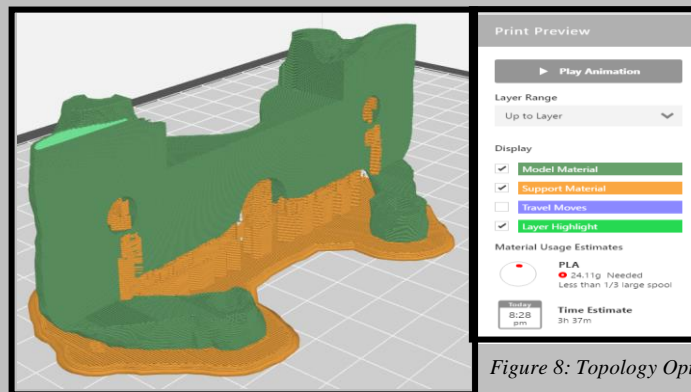 Print Preview
Play Animation
Layer Range
Up to Layer
Display
Model Material
Support Material
Travel Moves
Layer Highlight
Material Usage Estimates
PLA
24.11g Needed
Less than 1/3 large spool
Today
8:28
pm
Time Estimate
3h 37m
Figure 8: Topology Op